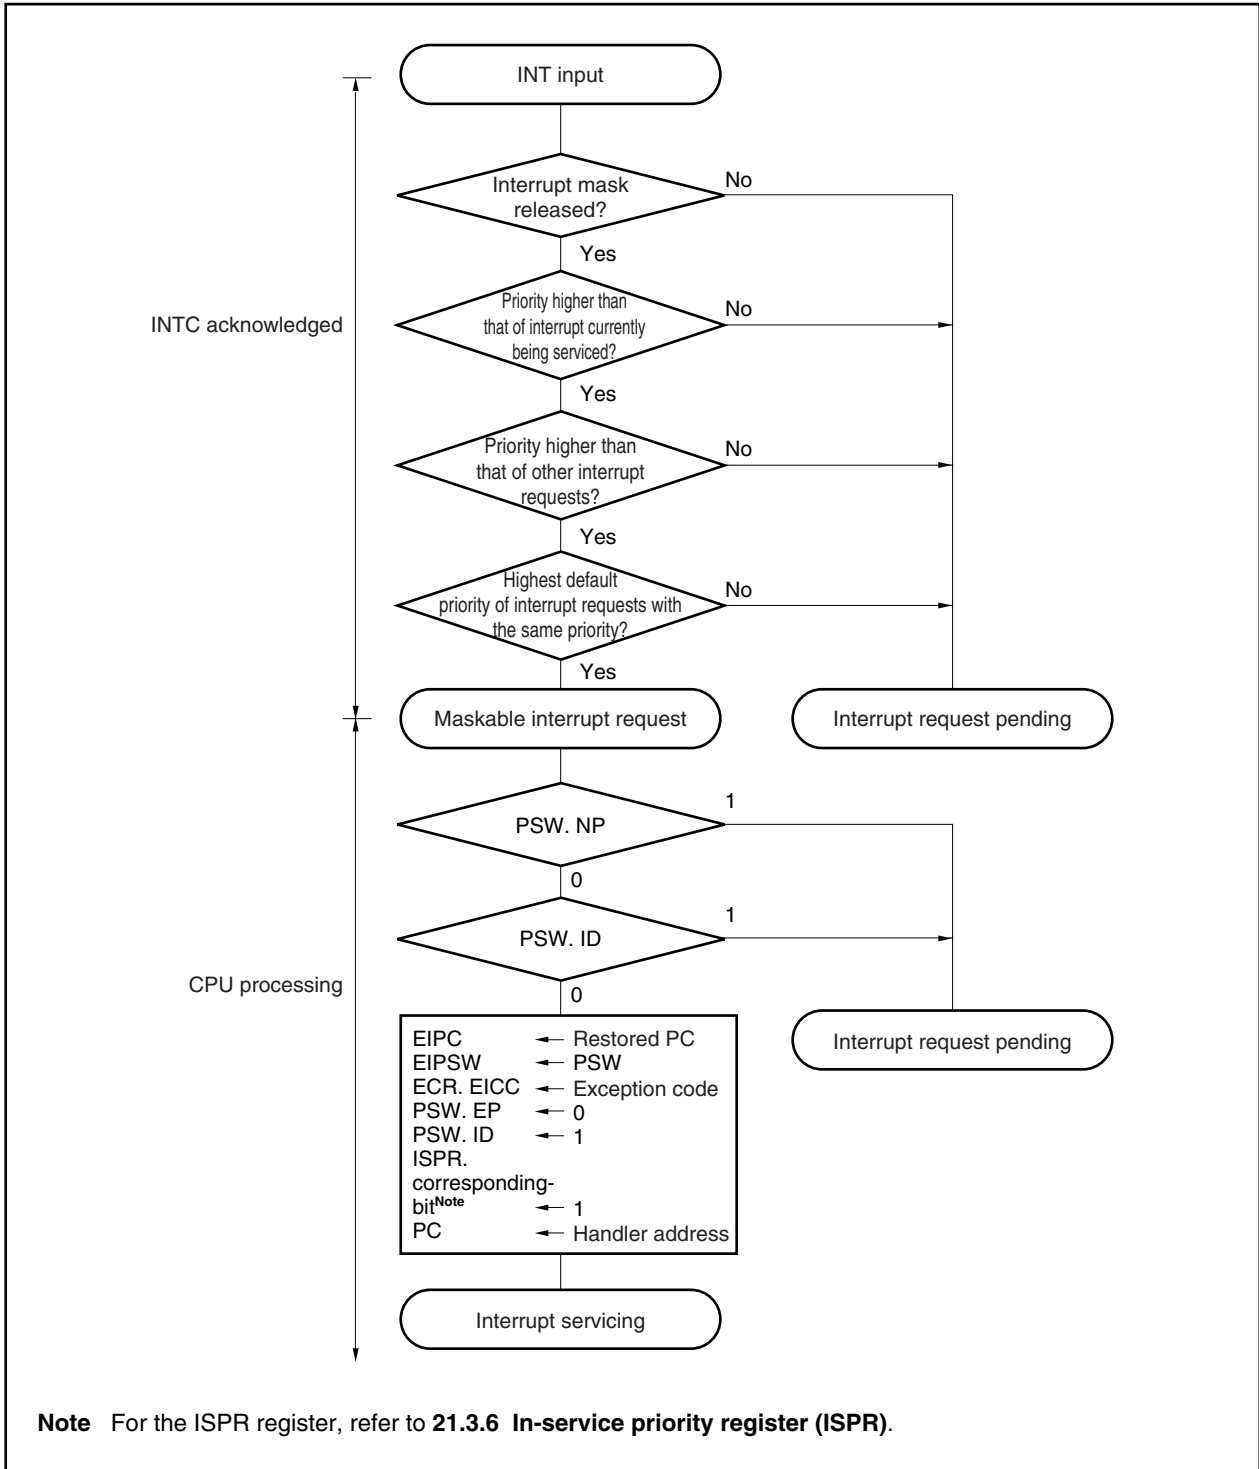 INT input
Interrupt mask
released?
No
Yes
INTC acknowledged
Priority higher than
that of interrupt currently
being serviced?
No
Yes
Priority higher than
that of other interrupt
requests?
No
Yes
Highest default
priority of interrupt requests with
the same priority?
No
Yes
Maskable interrupt request
Interrupt request pending
PSW. NP
1
0
PSW. ID
1
0
CPU processing
Interrupt request pending
EIPC ← Restored PC
EIPSW ← PSW
ECR. EICC ← Exception code
PSW. EP ← 0
PSW. ID ← 1
ISPR.
corresponding-
bitNote ← 1
PC ← Handler address
Interrupt servicing
Note For the ISPR register, refer to 21.3.6 In-service priority register (ISPR).